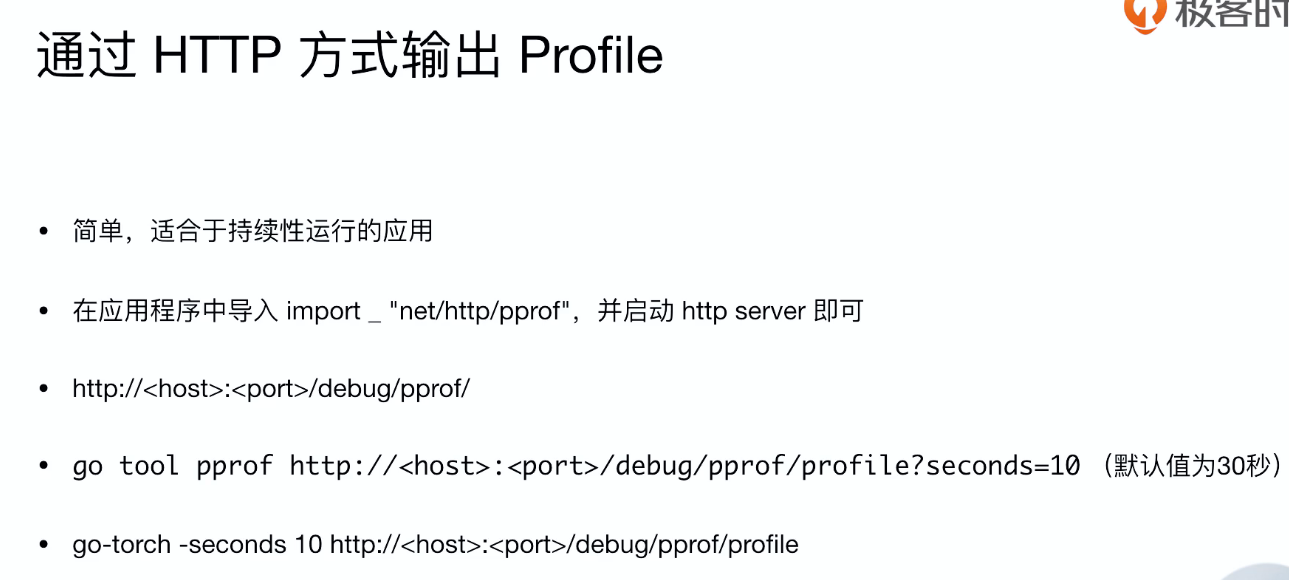 极客时
通过 HTTP 方式输出 Profile
• 简单，适合于持续性运行的应用
• 在应用程序中导入 import _ "net/http/pprof"，并启动 http server 即可
• http://<host>:<port>/debug/pprof/
• go tool pprof http://<host>:<port>/debug/pprof/profile?seconds=10 （默认值为30秒）
• go-torch -seconds 10 http://<host>:<port>/debug/pprof/profile